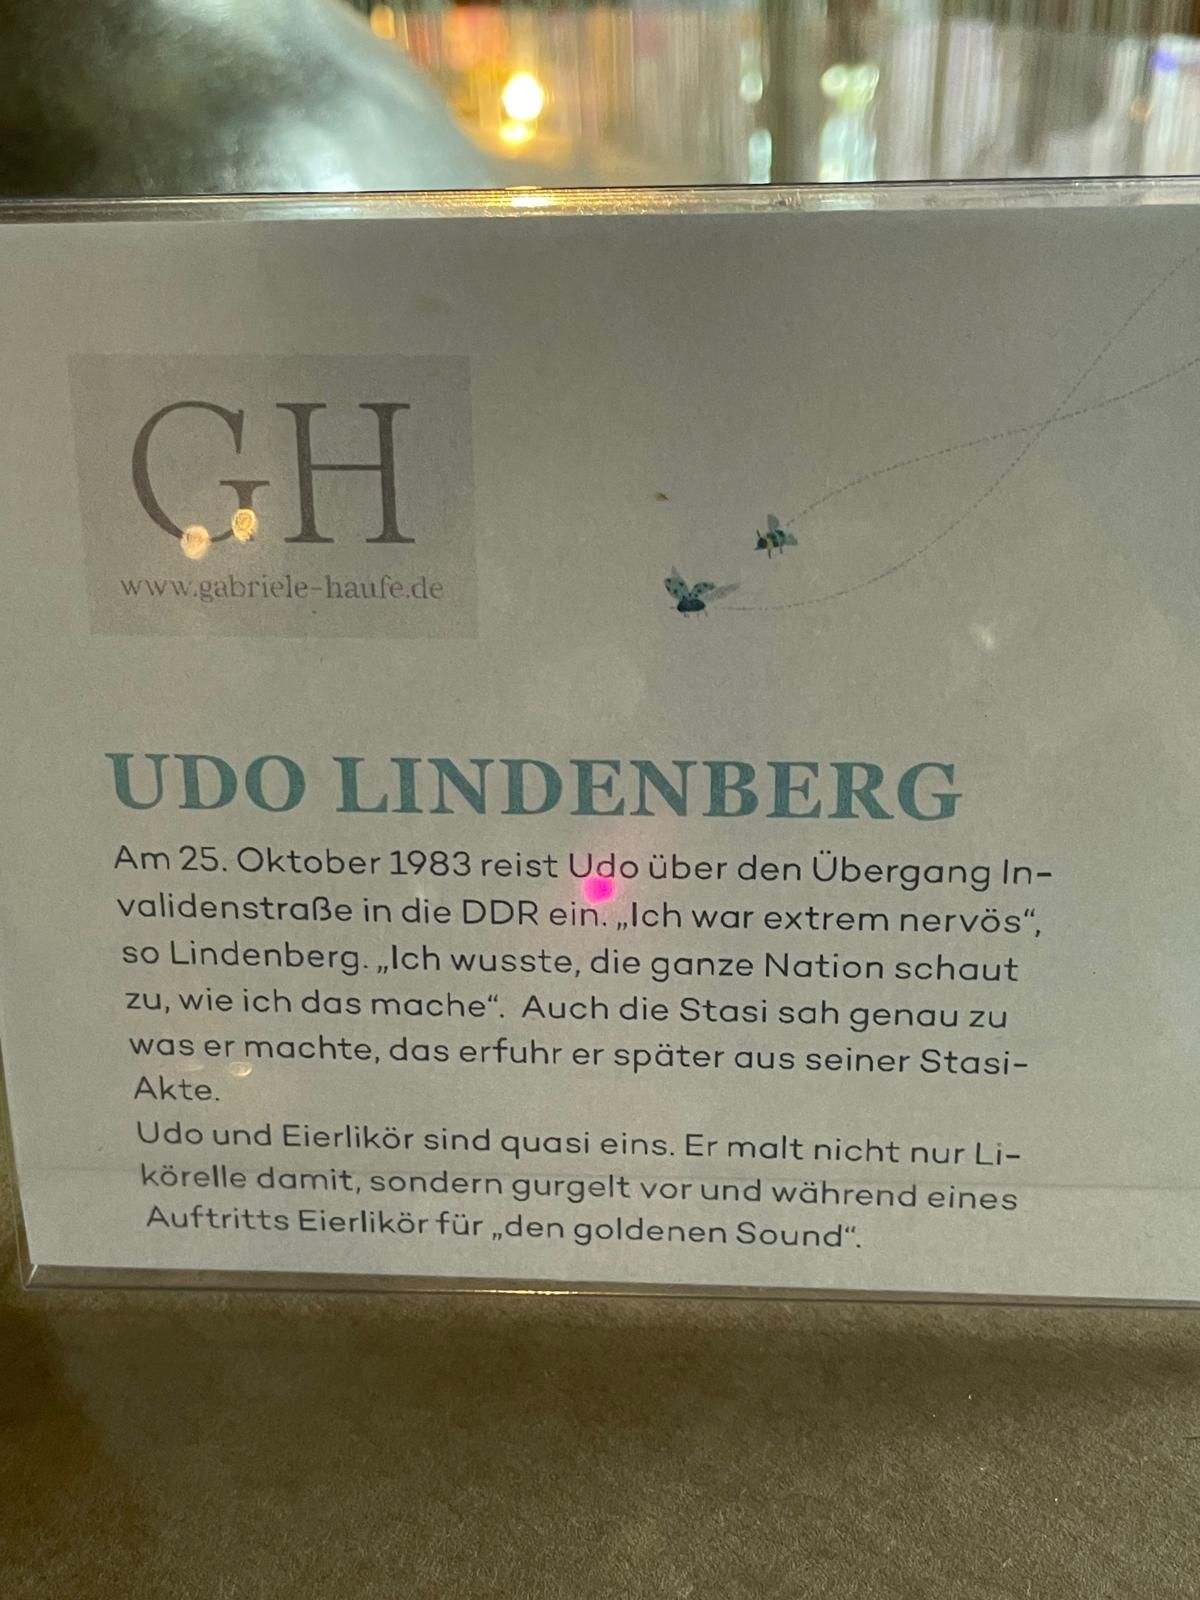 GH
www.gabriele-haufe.de
UDO LINDENBERG
Am 25. Oktober 1983 reist Udo über den Übergang In-
validenstraße in die DDR ein. „Ich war extrem nervös“,
so Lindenberg. „Ich wusste, die ganze Nation schaut
zu, wie ich das mache“. Auch die Stasi sah genau zu
was er machte, das erfuhr er später aus seiner Stasi-
Akte.
Udo und Eierlikör sind quasi eins. Er malt nicht nur Li-
körelle damit, sondern gurgelt vor und während eines
Auftritts Eierlikör für „den goldenen Sound“.